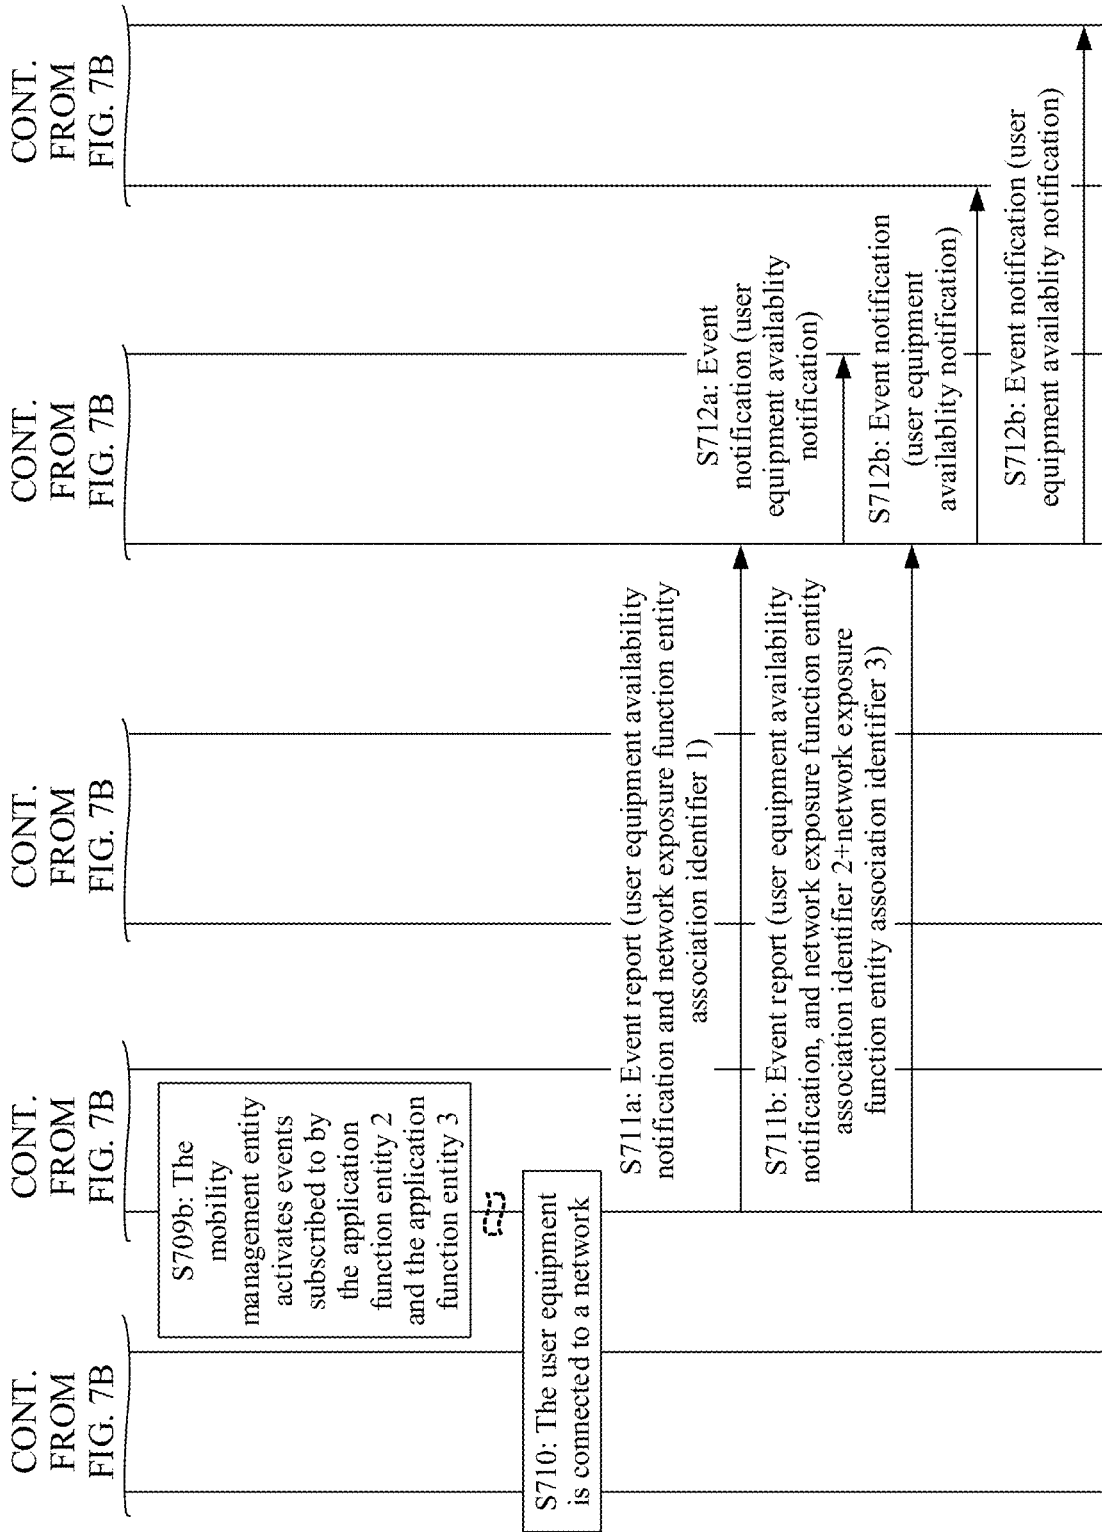 CONT.
FROM
FIG. 7B
CONT.
FROM
FIG. 7B
CONT.
FROM
FIG. 7B
CONT.
FROM
FIG. 7B
CONT.
FROM
FIG. 7B
S709b: The
mobility
management entity
activates events
subscribed to by
the application
function entity 2
and the application
function entity 3
S710: The user equipment
is connected to a network
S711a: Event report (user equipment availability
notification and network exposure function entity
association identifier 1)
S712a: Event
notification (user
equipment availablity
notification)
S711b: Event report (user equipment availability
notification, and network exposure function entity
association identifier 2+network exposure
function entity association identifier 3)
S712b: Event notification
(user equipment
availablity notification)
S712b: Event notification (user
equipment availablity notification)